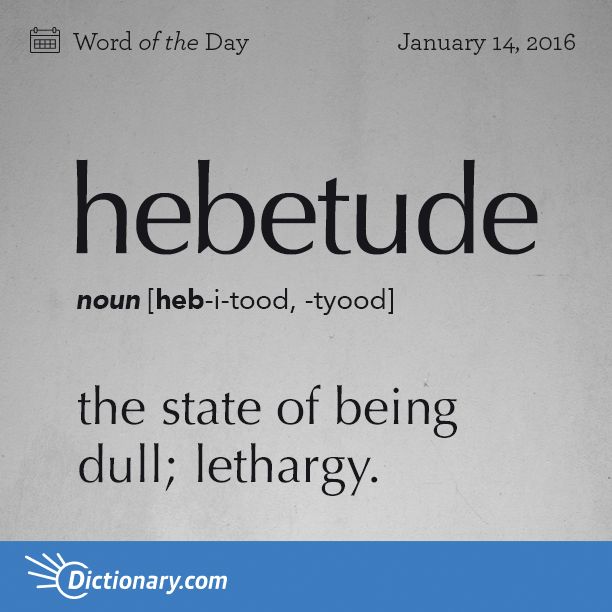 Word of the Day
January 14, 2016
hebetude
noun [heb-i-tood, -tyood]
the state of being
dull; lethargy.
Dictionary.com